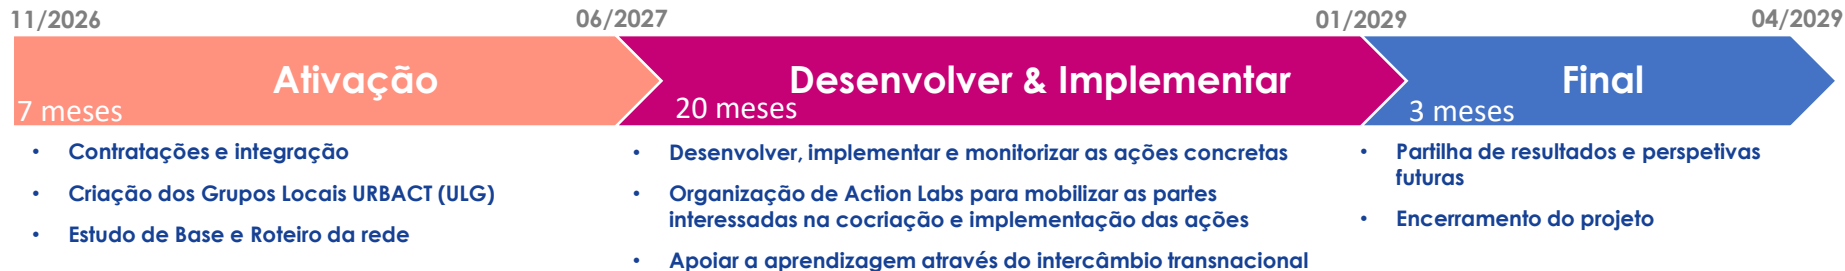 11/2026 06/2027 01/2029 04/2029
Ativação
7 meses
Desenvolver & Implementar
20 meses
Final
3 meses
• Contratações e integração
• Criação dos Grupos Locais URBACT (ULG)
• Estudo de Base e Roteiro da rede
• Desenvolver, implementar e monitorizar as ações concretas
• Organização de Action Labs para mobilizar as partes
interessadas na cocriação e implementação das ações
• Apoiar a aprendizagem através do intercâmbio transnacional
• Partilha de resultados e perspetivas
futuras
• Encerramento do projeto